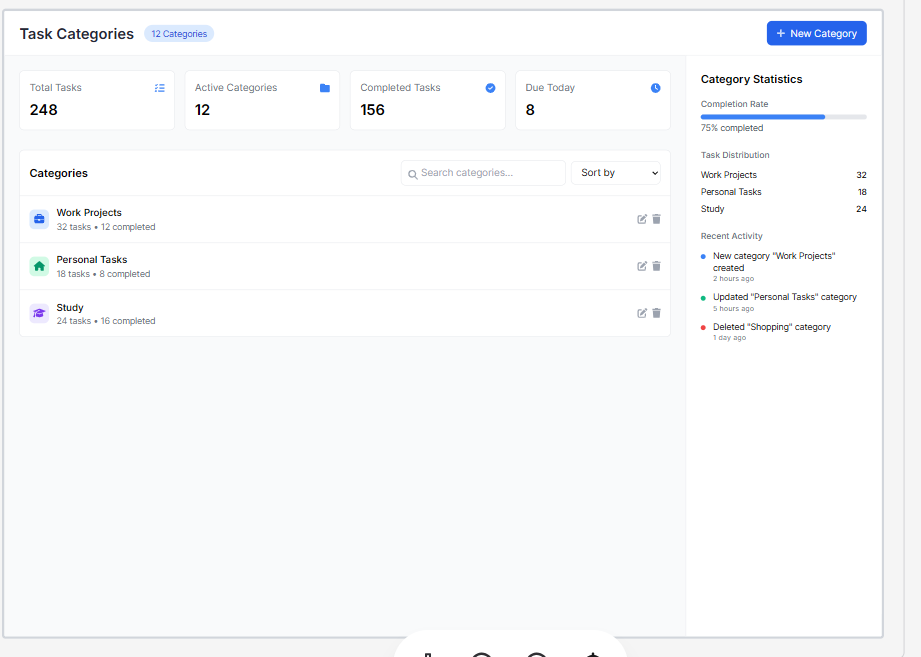 Task Categories
12 Categories
New Category
Total Tasks
248
Active Categories
12
Completed Tasks
156
Due Today
8
Categories
Search categories...
Sort by
Work Projects
32 tasks • 12 completed
Personal Tasks
18 tasks • 8 completed
Study
24 tasks • 16 completed
Category Statistics
Completion Rate
75% completed
Task Distribution
Work Projects 32
Personal Tasks 18
Study 24
Recent Activity
New category "Work Projects"
created
2 hours ago
Updated "Personal Tasks" category
5 hours ago
Deleted "Shopping" category
1 day ago